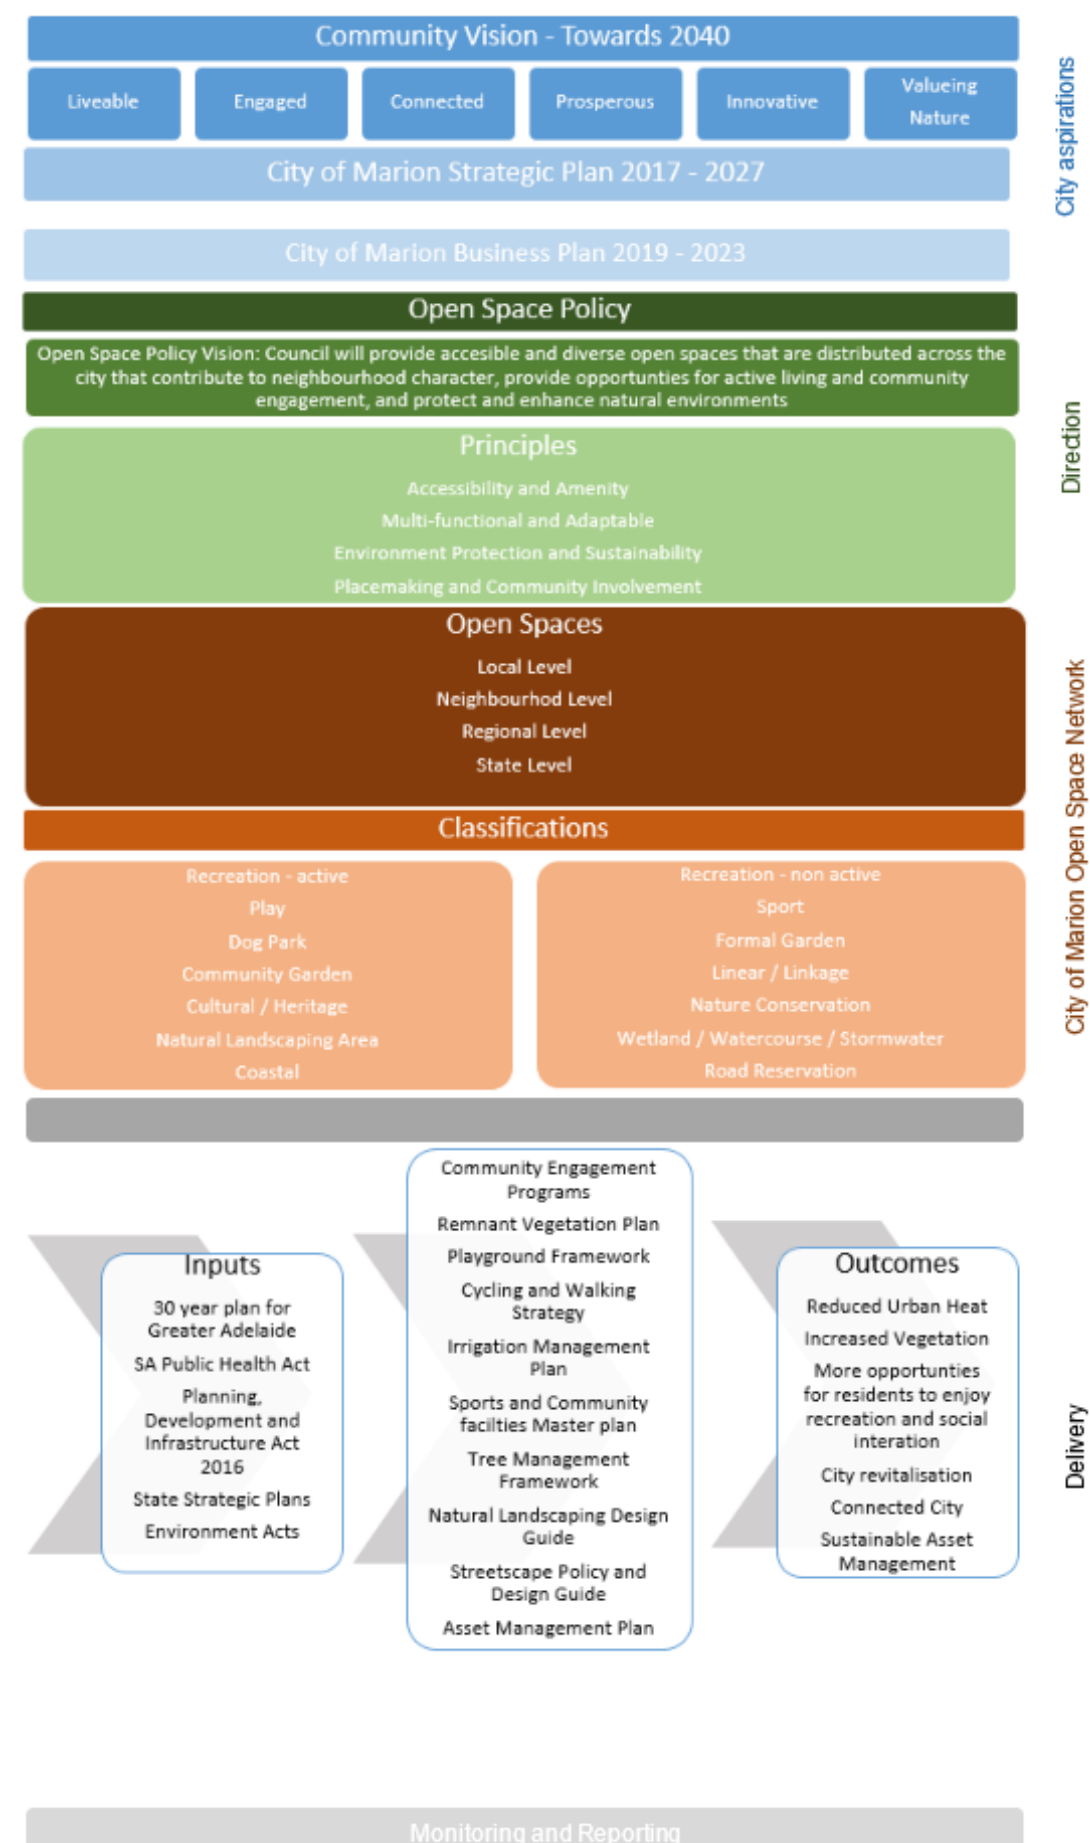 Community Vision - Towards 2040
Liveable
Engaged
Connected
Prosperous
Innovative
Valueing
Nature
City of Marion Strategic Plan 2017 - 2027
City of Marion Business Plan 2019 - 2023
City aspirations
Open Space Policy
Open Space Policy Vision: Council will provide accesible and diverse open spaces that are distributed across the
city that contribute to neighbourhood character, provide opportunties for active living and community
engagement, and protect and enhance natural environments
Principles
Accessibility and Amenity
Multi-functional and Adaptable
Environment Protection and Sustainability
Placemaking and Community Involvement
Direction
Open Spaces
Local Level
Neighbourhod Level
Regional Level
State Level
Classifications
Recreation - active
Play
Dog Park
Community Garden
Cultural / Heritage
Natural Landscaping Area
Coastal
Recreation - non active
Sport
Formal Garden
Linear / Linkage
Nature Conservation
Wetland / Watercourse / Stormwater
Road Reservation
City of Marion Open Space Network
Inputs
30 year plan for
Greater Adelaide
SA Public Health Act
Planning,
Development and
Infrastructure Act
2016
State Strategic Plans
Environment Acts
Community Engagement
Programs
Remnant Vegetation Plan
Playground Framework
Cycling and Walking
Strategy
Irrigation Management
Plan
Sports and Community
facilties Master plan
Tree Management
Framework
Natural Landscaping Design
Guide
Streetscape Policy and
Design Guide
Asset Management Plan
Outcomes
Reduced Urban Heat
Increased Vegetation
More opportunties
for residents to enjoy
recreation and social
interation
City revitalisation
Connected City
Sustainable Asset
Management
Delivery
Monitoring and Reporting